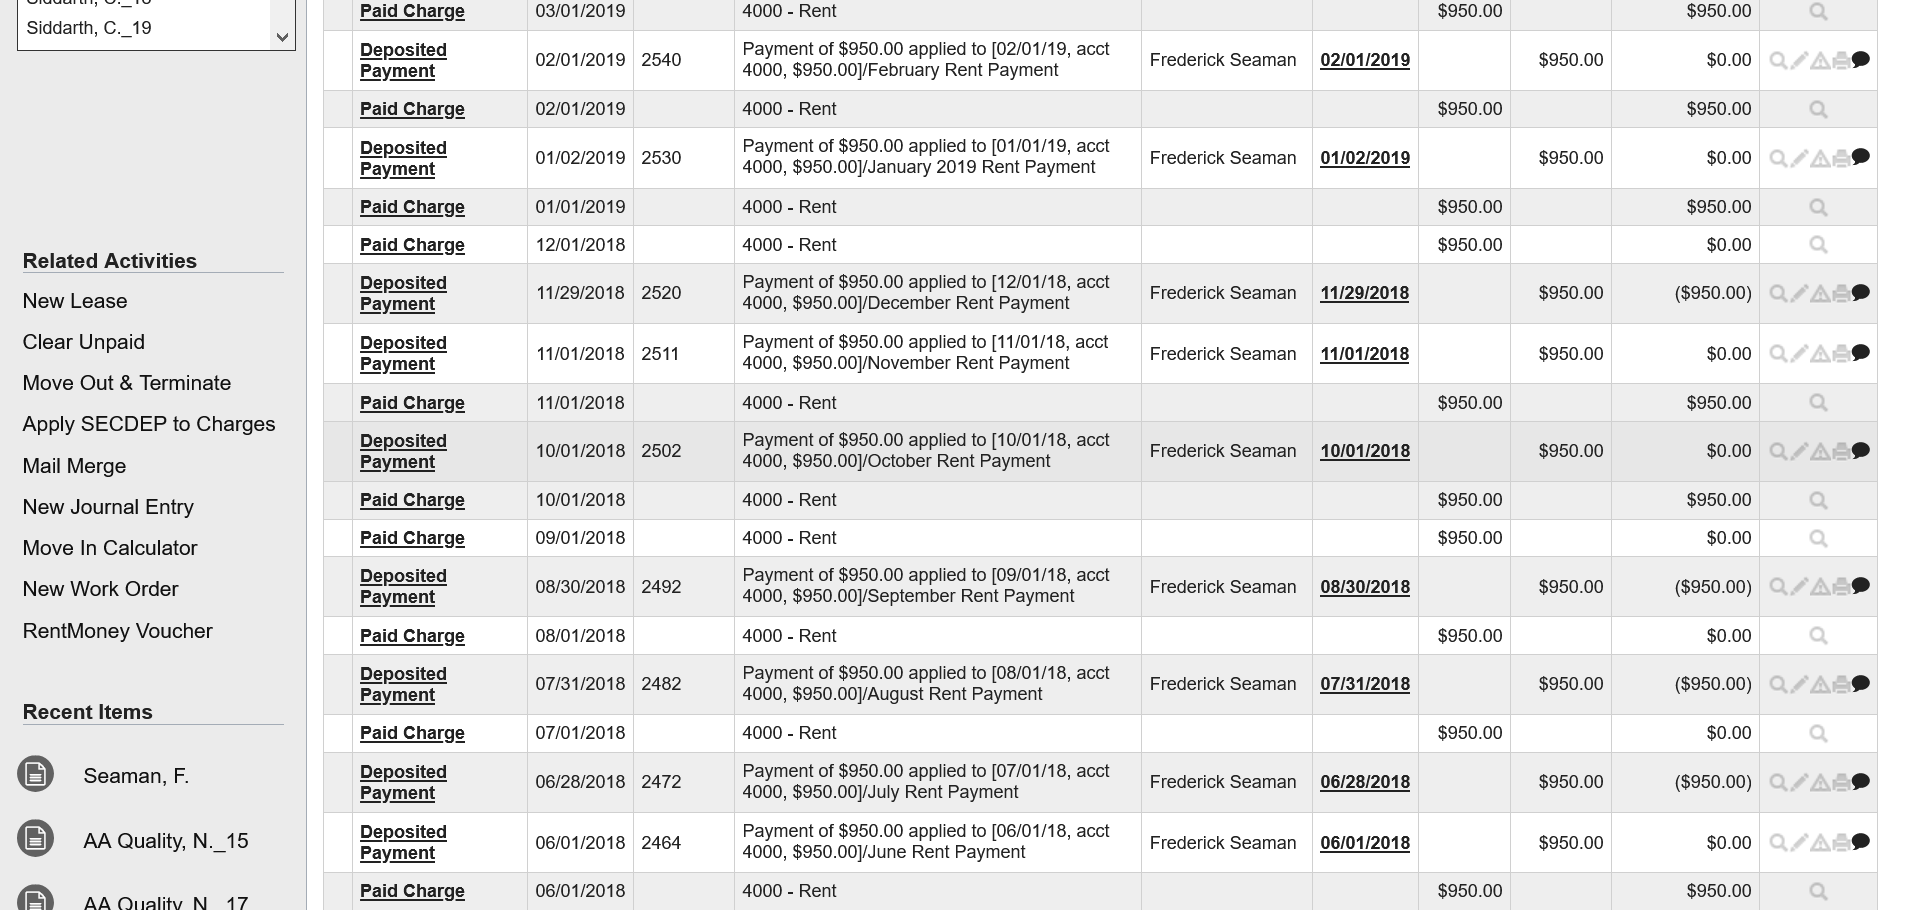 Siddarth, C._19
Related Activities
New Lease
Clear Unpaid
Move Out & Terminate
Apply SECDEP to Charges
Mail Merge
New Journal Entry
Move In Calculator
New Work Order
RentMoney Voucher
Recent Items
Seaman, F.
AA Quality, N._15
AA Quality, N._17
Paid Charge 03/01/2019 4000 - Rent $950.00 $950.00
Deposited Payment 02/01/2019 2540 Payment of $950.00 applied to [02/01/19, acct
4000, $950.00]/February Rent Payment Frederick Seaman 02/01/2019 $950.00 $0.00
Paid Charge 02/01/2019 4000 - Rent $950.00 $950.00
Deposited Payment 01/02/2019 2530 Payment of $950.00 applied to [01/01/19, acct
4000, $950.00]/January 2019 Rent Payment Frederick Seaman 01/02/2019 $950.00 $0.00
Paid Charge 01/01/2019 4000 - Rent $950.00 $950.00
Paid Charge 12/01/2018 4000 - Rent $950.00 $0.00
Deposited Payment 11/29/2018 2520 Payment of $950.00 applied to [12/01/18, acct
4000, $950.00]/December Rent Payment Frederick Seaman 11/29/2018 $950.00 ($950.00)
Deposited Payment 11/01/2018 2511 Payment of $950.00 applied to [11/01/18, acct
4000, $950.00]/November Rent Payment Frederick Seaman 11/01/2018 $950.00 $0.00
Paid Charge 11/01/2018 4000 - Rent $950.00 $950.00
Deposited Payment 10/01/2018 2502 Payment of $950.00 applied to [10/01/18, acct
4000, $950.00]/October Rent Payment Frederick Seaman 10/01/2018 $950.00 $0.00
Paid Charge 10/01/2018 4000 - Rent $950.00 $950.00
Paid Charge 09/01/2018 4000 - Rent $950.00 $0.00
Deposited Payment 08/30/2018 2492 Payment of $950.00 applied to [09/01/18, acct
4000, $950.00]/September Rent Payment Frederick Seaman 08/30/2018 $950.00 ($950.00)
Paid Charge 08/01/2018 4000 - Rent $950.00 $0.00
Deposited Payment 07/31/2018 2482 Payment of $950.00 applied to [08/01/18, acct
4000, $950.00]/August Rent Payment Frederick Seaman 07/31/2018 $950.00 ($950.00)
Paid Charge 07/01/2018 4000 - Rent $950.00 $0.00
Deposited Payment 06/28/2018 2472 Payment of $950.00 applied to [07/01/18, acct
4000, $950.00]/July Rent Payment Frederick Seaman 06/28/2018 $950.00 ($950.00)
Deposited Payment 06/01/2018 2464 Payment of $950.00 applied to [06/01/18, acct
4000, $950.00]/June Rent Payment Frederick Seaman 06/01/2018 $950.00 $0.00
Paid Charge 06/01/2018 4000 - Rent $950.00 $950.00